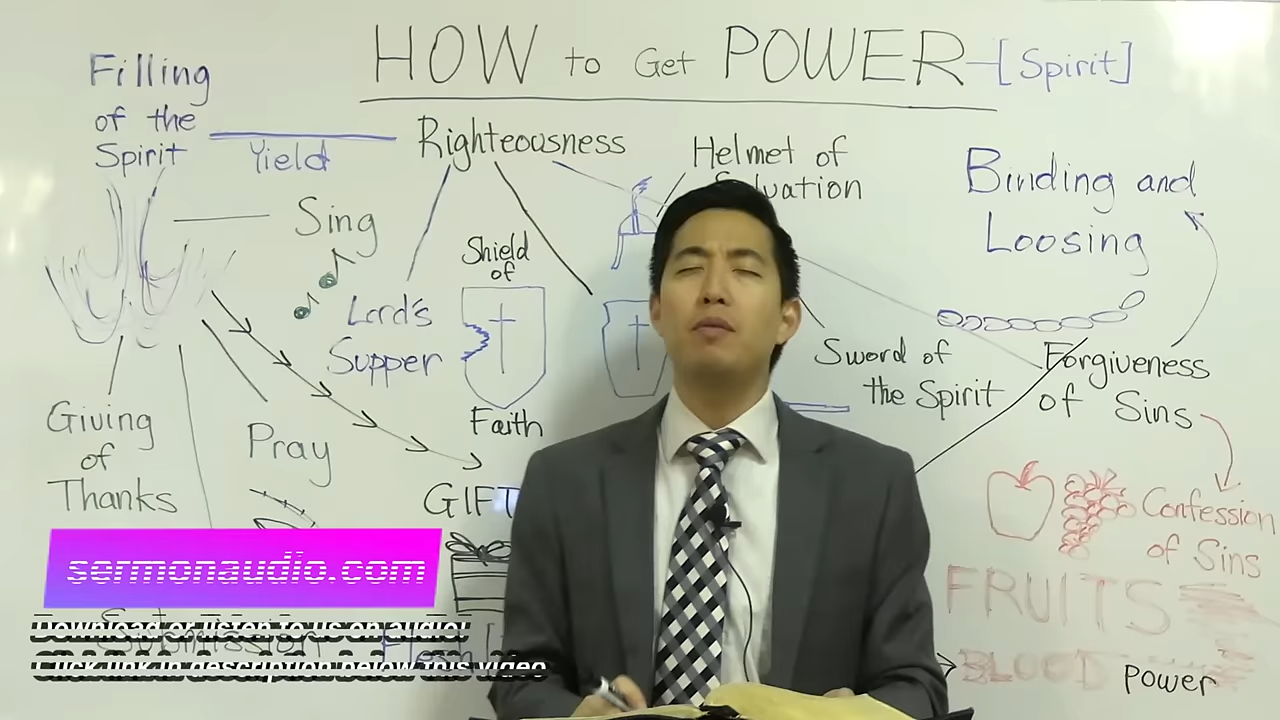 HOW to Get POWER-[Spirit]
Filling
of the
Spirit
Yield
Righteousness
Helmet of
Salvation
Binding and
Loosing
Sing
Shield
of
Faith
Lord's
Supper
Sword of
the Spirit
Forgiveness
of Sins
Giving
of
Thanks
Pray
GIFT
Confession
of Sins
FRUITS
BLOOD
Power
sermonaudio.com
Download or listen to us on audio!
Click link in description below this video